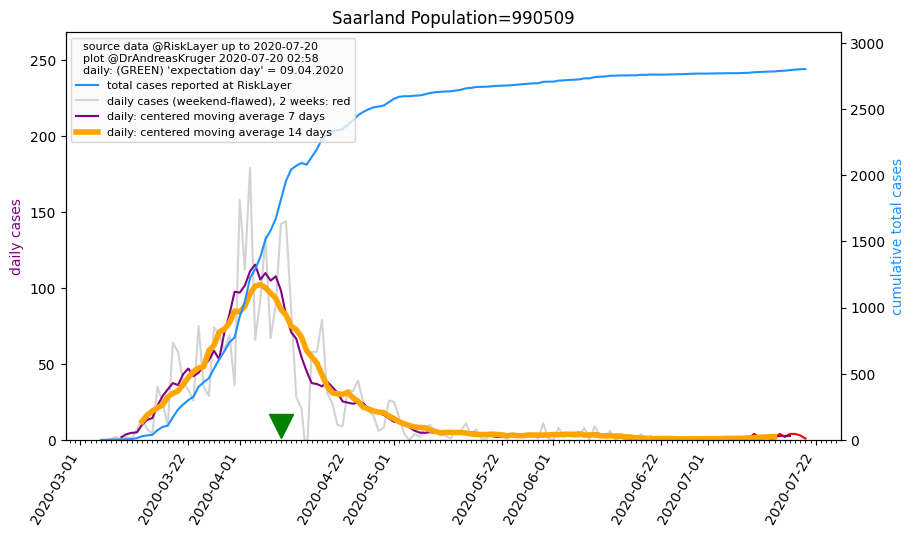 Saarland Population=990509
source data @RiskLayer up to 2020-07-20
plot @DrAndreasKruger 2020-07-20 02:58
daily: (GREEN) 'expectation day' = 09.04.2020
total cases reported at RiskLayer
daily cases (weekend-flawed), 2 weeks: red
daily: centered moving average 7 days
daily: centered moving average 14 days
daily cases
250
200
150
100
50
0
cumulative total cases
3000
2500
2000
1500
1000
500
0
2020-03-01
2020-03-22
2020-04-01
2020-04-22
2020-05-01
2020-05-22
2020-06-01
2020-06-22
2020-07-01
2020-07-22